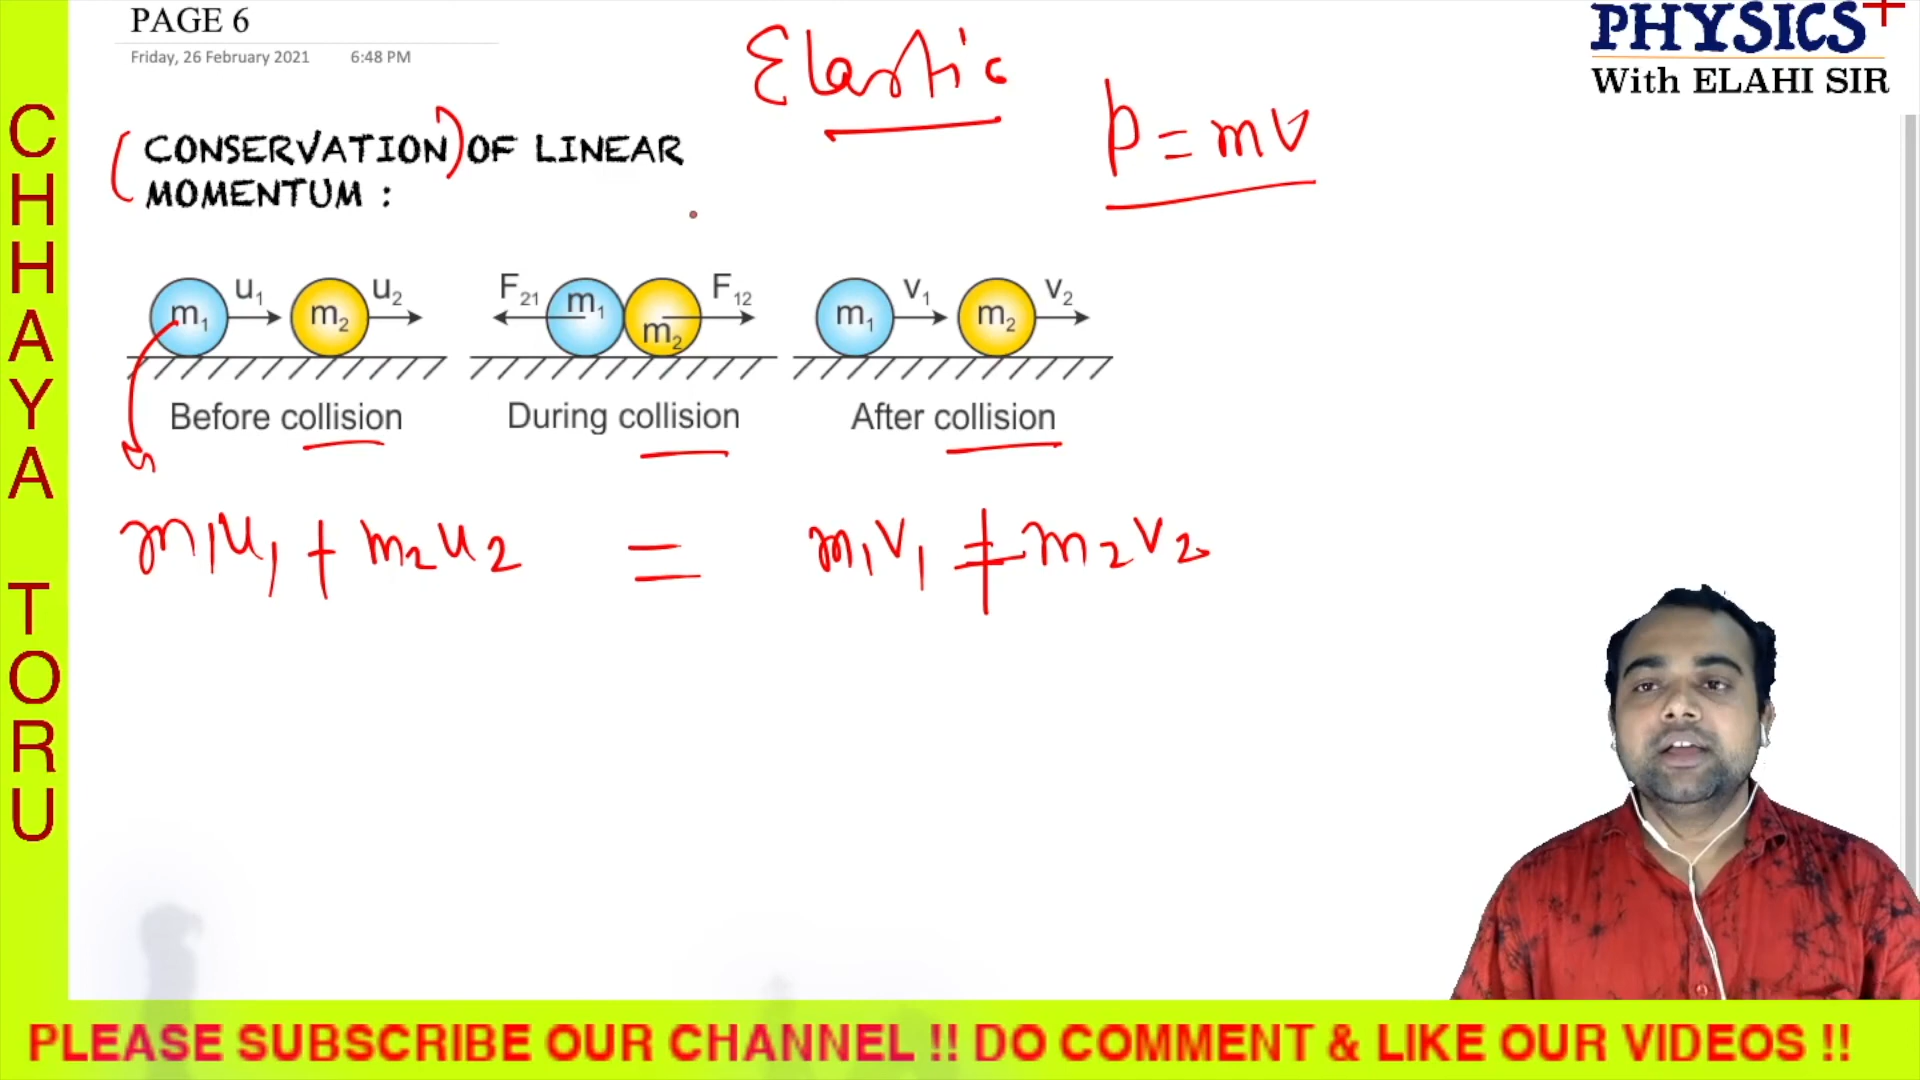 PAGE 6
Friday, 26 February 2021 6:48 PM
Elastic
P = mv
PHYSICS+
With ELAHI SIR
(CONSERVATION) OF LINEAR
MOMENTUM :
m₁ u₁ m₂ u₂
F₂₁ m₁ m₂ F₁₂
m₁ v₁ m₂ v₂
Before collision
During collision
After collision
m₁u₁ + m₂u₂ = m₁v₁ + m₂v₂
CHHAYA TORU
PLEASE SUBSCRIBE OUR CHANNEL !! DO COMMENT & LIKE OUR VIDEOS !!